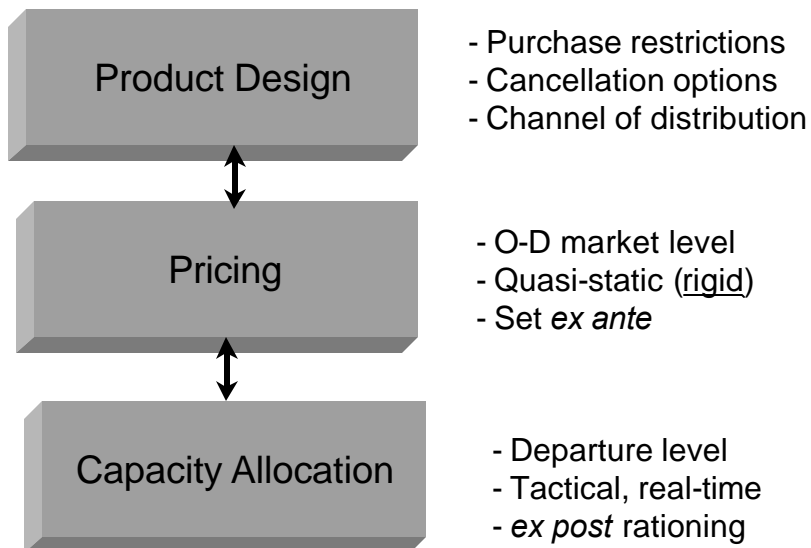 Product Design
- Purchase restrictions
- Cancellation options
- Channel of distribution
Pricing
- O-D market level
- Quasi-static (rigid)
- Set ex ante
Capacity Allocation
- Departure level
- Tactical, real-time
- ex post rationing